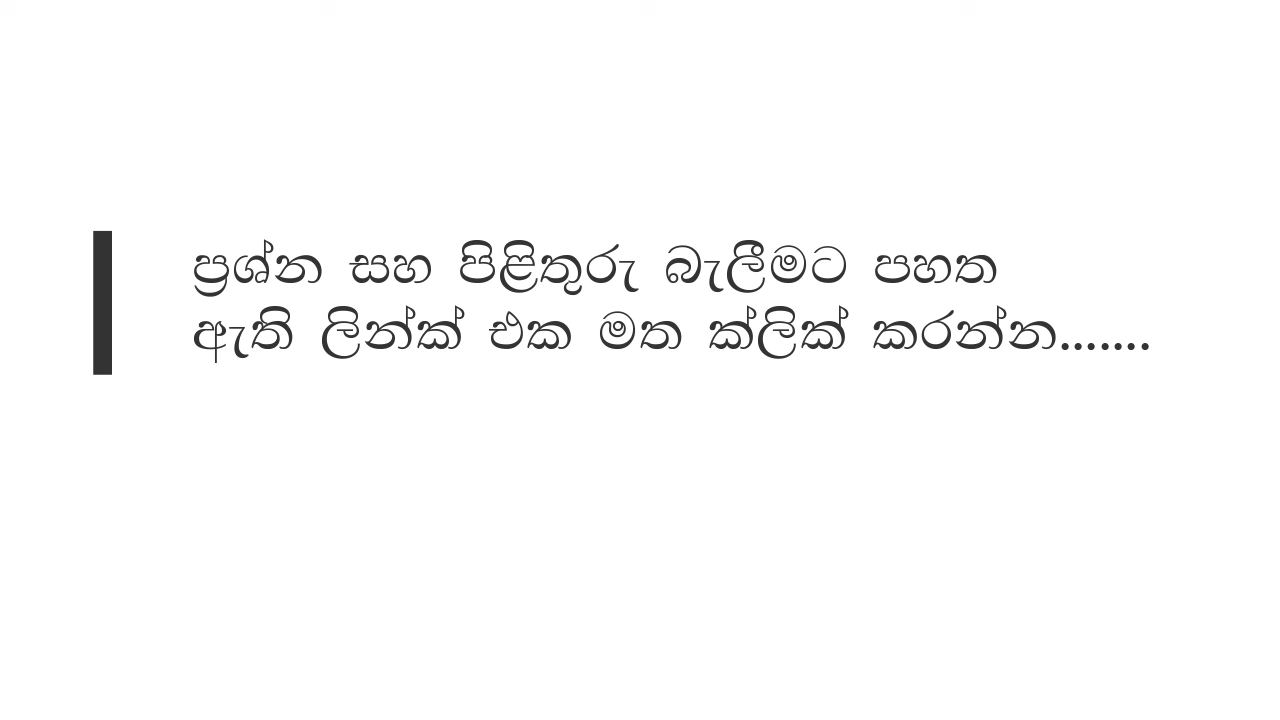 ප්‍රශ්න සහ පිළිතුරු බැලීමට පහත
ඇති ලින්ක් එක මත ක්ලික් කරන්න.......